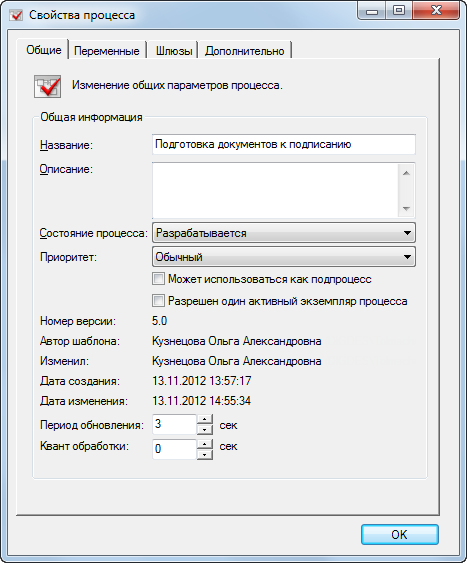 Свойства процесса
Общие Переменные Шлюзы Дополнительно
Изменение общих параметров процесса.
Общая информация
Название: Подготовка документов к подписанию
Описание:
Состояние процесса: Разрабатывается
Приоритет: Обычный
Может использоваться как подпроцесс
Разрешен один активный экземпляр процесса
Номер версии: 5.0
Автор шаблона: Кузнецова Ольга Александровна
Изменил: Кузнецова Ольга Александровна
Дата создания: 13.11.2012 13:57:17
Дата изменения: 13.11.2012 14:55:34
Период обновления: 3 сек
Квант обработки: 0 сек
OK